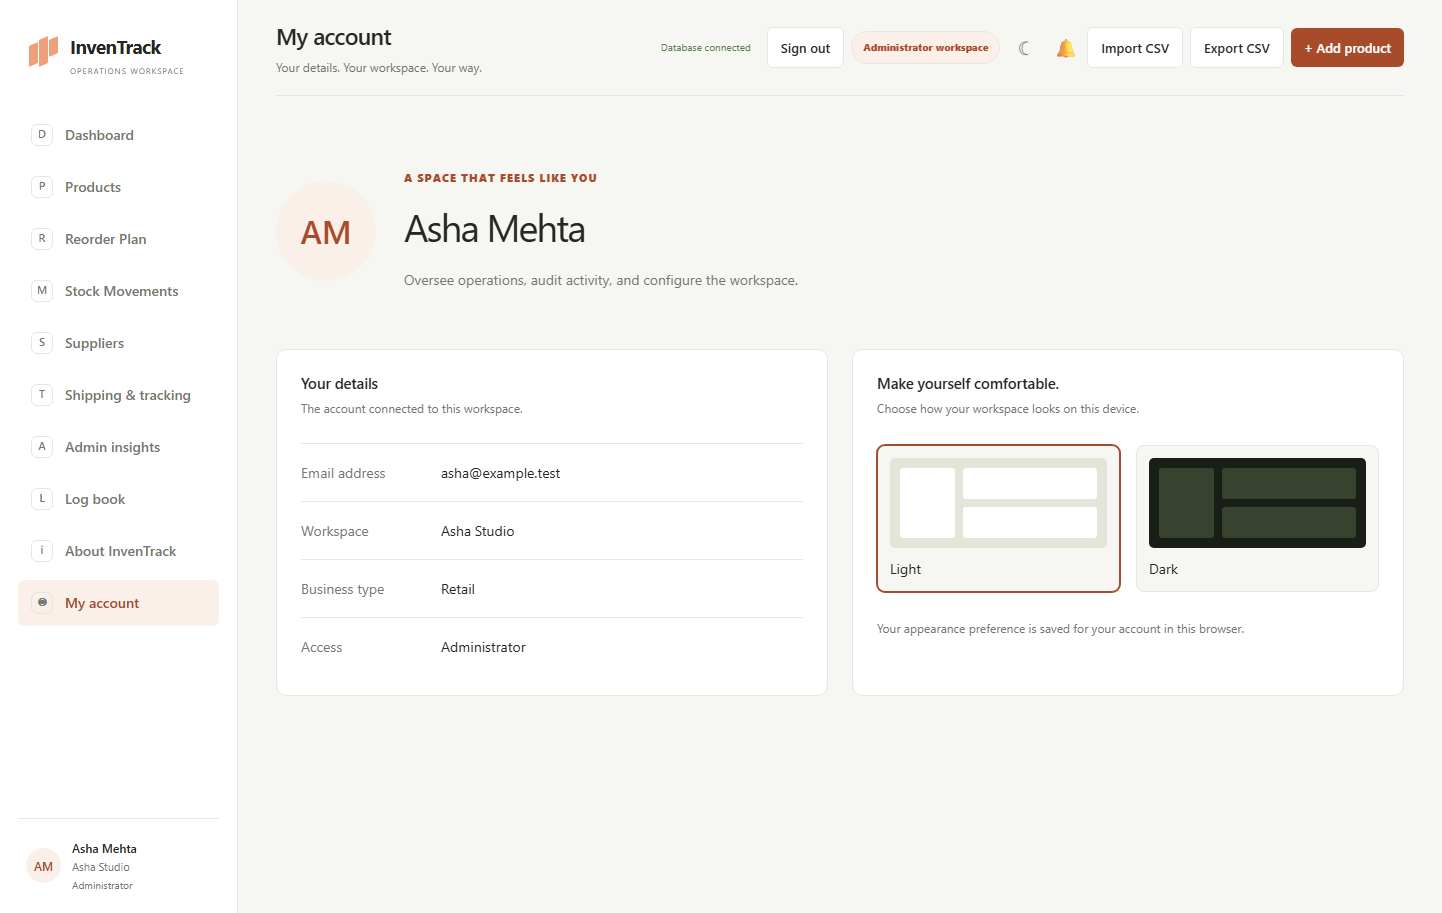 InvenTrack
OPERATIONS WORKSPACE
D Dashboard
P Products
R Reorder Plan
M Stock Movements
S Suppliers
T Shipping & tracking
A Admin insights
L Log book
i About InvenTrack
My account
AM
Asha Mehta
Asha Studio
Administrator
My account
Your details. Your workspace. Your way.
Database connected
Sign out
Administrator workspace
Import CSV
Export CSV
+ Add product
AM
A SPACE THAT FEELS LIKE YOU
Asha Mehta
Oversee operations, audit activity, and configure the workspace.
Your details
The account connected to this workspace.
Email address asha@example.test
Workspace Asha Studio
Business type Retail
Access Administrator
Make yourself comfortable.
Choose how your workspace looks on this device.
Light
Dark
Your appearance preference is saved for your account in this browser.